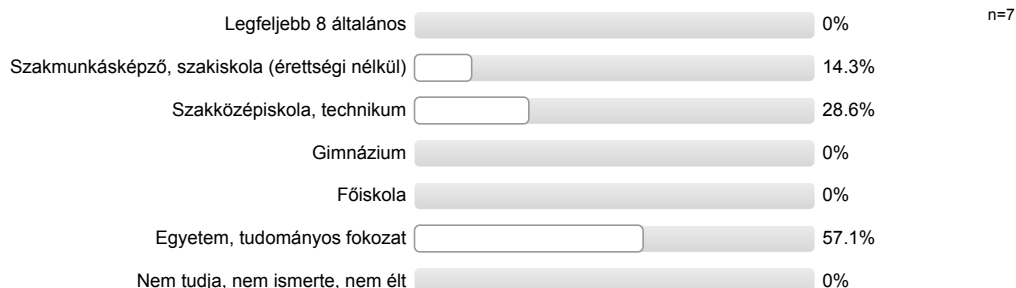 Legfeljebb 8 általános 0% n=7
Szakmunkásképző, szakiskola (érettségi nélkül) 14.3%
Szakközépiskola, technikum 28.6%
Gimnázium 0%
Főiskola 0%
Egyetem, tudományos fokozat 57.1%
Nem tudja, nem ismerte, nem élt 0%